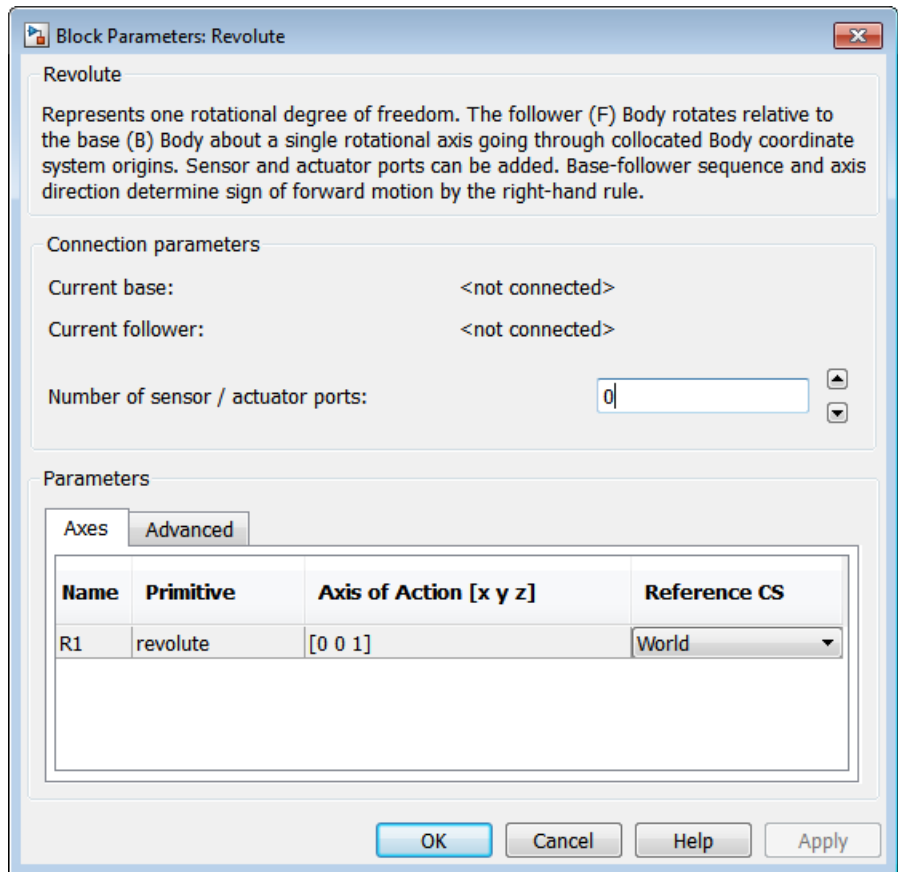 Block Parameters: Revolute
Revolute
Represents one rotational degree of freedom. The follower (F) Body rotates relative to
the base (B) Body about a single rotational axis going through collocated Body coordinate
system origins. Sensor and actuator ports can be added. Base-follower sequence and axis
direction determine sign of forward motion by the right-hand rule.
Connection parameters
Current base: <not connected>
Current follower: <not connected>
Number of sensor / actuator ports: 0
Parameters
Axes Advanced
Name Primitive Axis of Action [x y z] Reference CS
R1 revolute [0 0 1] World
OK Cancel Help Apply